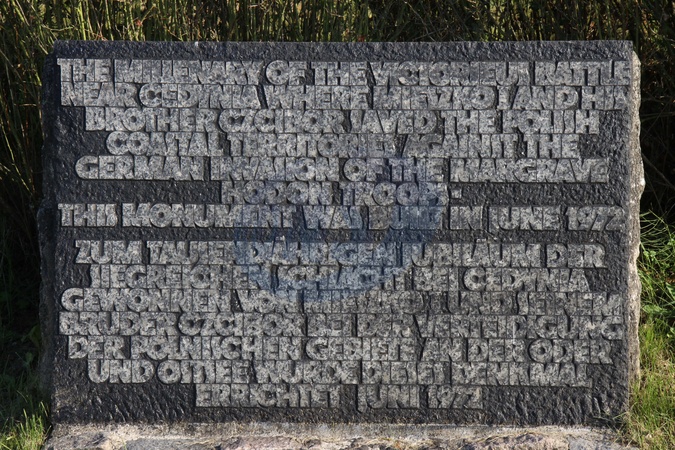 THE MILLENARY OF THE VICTORIOUS BATTLE
NEAR CEDYNIA WHERE MIESZKO I AND HIS
BROTHER CZCIBOR SAVED THE POLISH
COASTAL TERRITORIES AGAINST THE
GERMAN INVASION OF THE MARGRAVE
HODON TROOPS
THIS MONUMENT WAS BUILT IN JUNE 1972
ZUM TAUSENDJÄHRIGEN JUBILÄUM DER
SIEGREICHEN SCHLACHT BEI CEDYNIA
GEWONNEN VON MIESZKO I UND SEINEM
BRUDER CZCIBOR BEI DER VERTEIDIGUNG
DER POLNISCHEN GEBIETE AN DER ODER
UND OSTSEE WURDE DIESES DENKMAL
ERRICHTET JUNI 1972